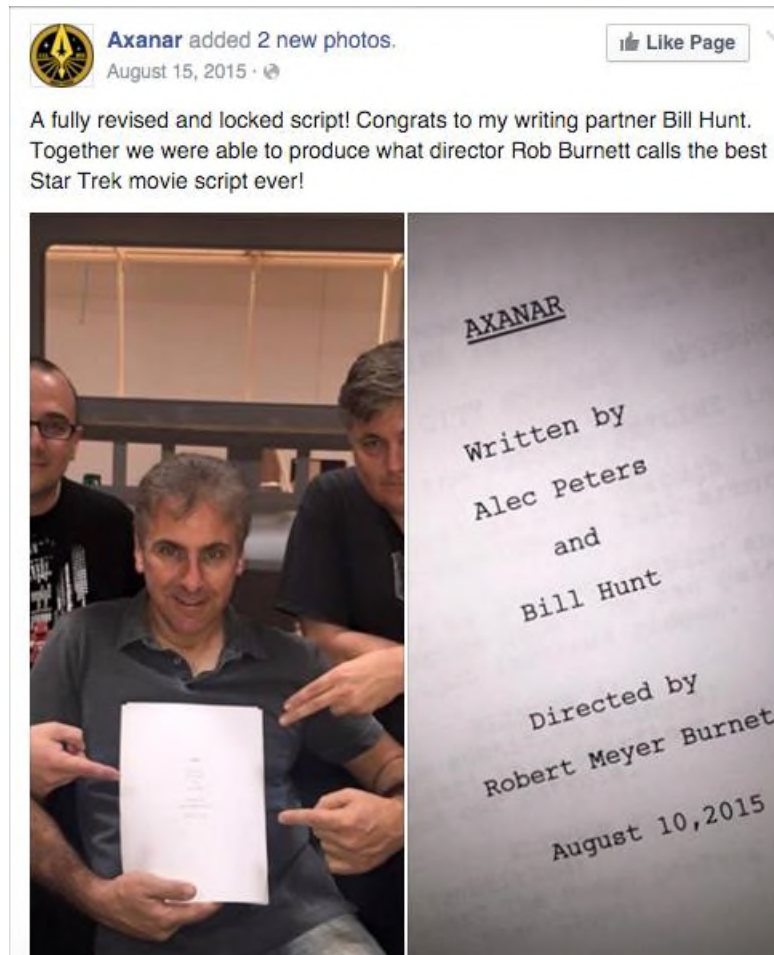 Axanar added 2 new photos.
Like Page
August 15, 2015
A fully revised and locked script! Congrats to my writing partner Bill Hunt.
Together we were able to produce what director Rob Burnett calls the best
Star Trek movie script ever!
AXANAR
Written by
Alec Peters
and
Bill Hunt
Directed by
Robert Meyer Burnet
August 10,2015